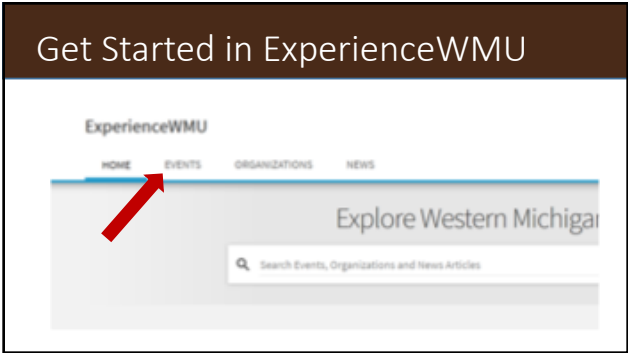 Get Started in ExperienceWMU
ExperienceWMU
HOME EVENTS ORGANIZATIONS NEWS
Explore Western Michigan
Search Events, Organizations and News Articles